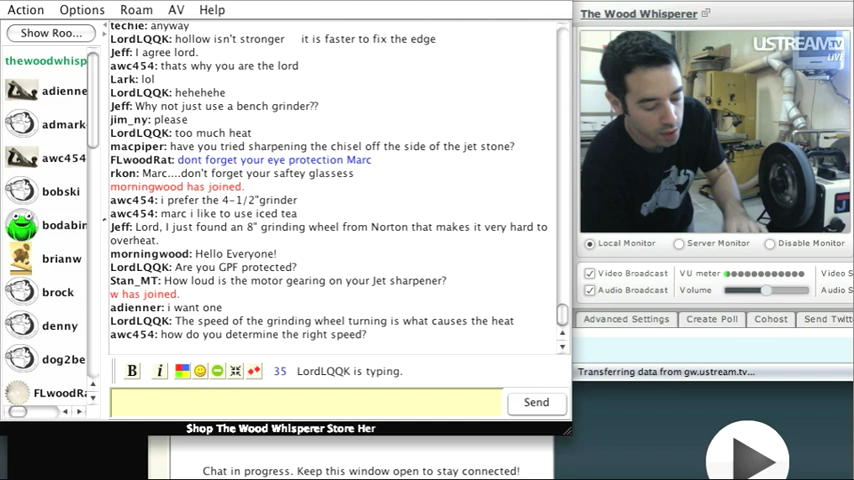 Action Options Roam AV Help
Show Roo...
thewoodwhisp
adienner
admark
awc454
bobski
bodabin
brianw
brock
denny
dog2be
FLwoodRa
techie: anyway
LordLQQK: hollow isn't stronger it is faster to fix the edge
Jeff: I agree lord.
awc454: thats why you are the lord
Lark: lol
LordLQQK: hehehehe
Jeff: Why not just use a bench grinder??
jim_ny: please
LordLQQK: too much heat
macpiper: have you tried sharpening the chisel off the side of the jet stone?
FLwoodRat: dont forget your eye protection Marc
rkon: Marc....don't forget your saftey glassess
morningwood has joined.
awc454: i prefer the 4-1/2"grinder
awc454: marc i like to use iced tea
Jeff: Lord, I just found an 8" grinding wheel from Norton that makes it very hard to
overheat.
morningwood: Hello Everyone!
LordLQQK: Are you GPF protected?
Stan_MT: How loud is the motor gearing on your Jet sharpener?
w has joined.
adienner: i want one
LordLQQK: The speed of the grinding wheel turning is what causes the heat
awc454: how do you determine the right speed?
B i 35 LordLQQK is typing.
Send
Shop The Wood Whisperer Store Her
Chat in progress. Keep this window open to stay connected!
The Wood Whisperer
USTREAM.TV
LIVE
Local Monitor Server Monitor Disable Monitor
Video Broadcast VU meter Video S
Audio Broadcast Volume Audio S
Advanced Settings Create Poll Cohost Send Twitt
Transferring data from gw.ustream.tv...